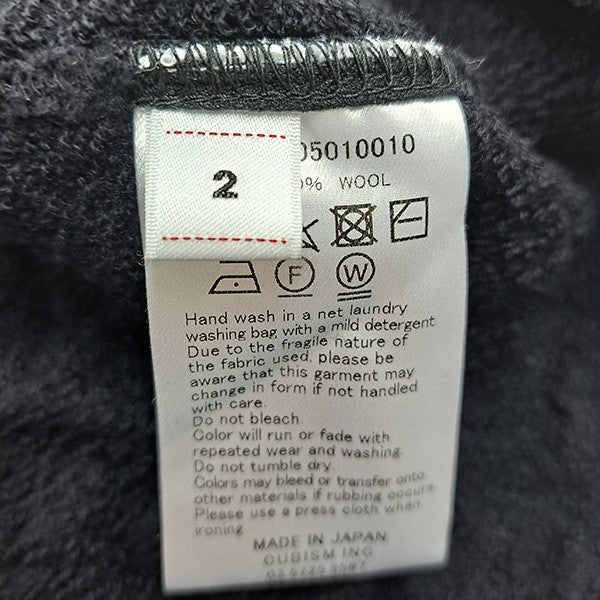 2
05010010
0% WOOL
F
W
Hand wash in a net laundry
washing bag with a mild detergent.
Due to the fragile nature of
the fabric used, please be
aware that this garment may
change in form if not handled
with care.
Do not bleach.
Color will run or fade with
repeated wear and washing.
Do not tumble dry.
Colors may bleed or transfer onto
other materials if rubbing occurs.
Please use a press cloth when
ironing
MADE IN JAPAN
CUBISM INC